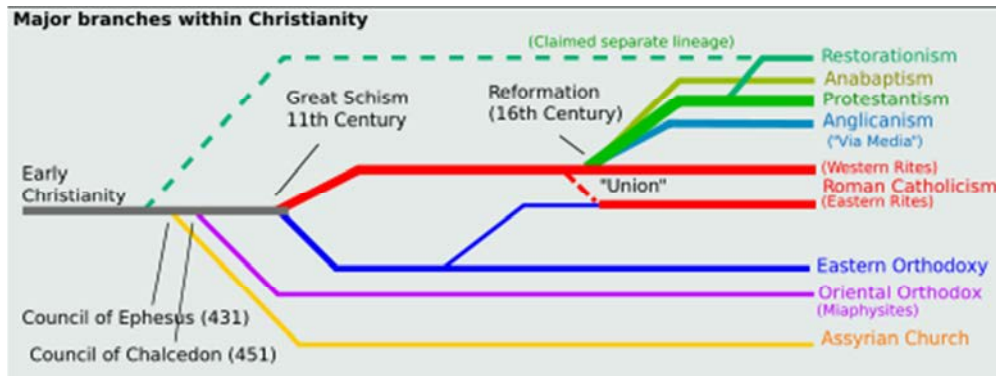 Major branches within Christianity
(Claimed separate lineage)
Restorationism
Anabaptism
Protestantism
Anglicanism
("Via Media")
Reformation
(16th Century)
Great Schism
11th Century
(Western Rites)
Roman Catholicism
(Eastern Rites)
"Union"
Early
Christianity
Eastern Orthodoxy
Oriental Orthodox
(Miaphysites)
Assyrian Church
Council of Ephesus (431)
Council of Chalcedon (451)